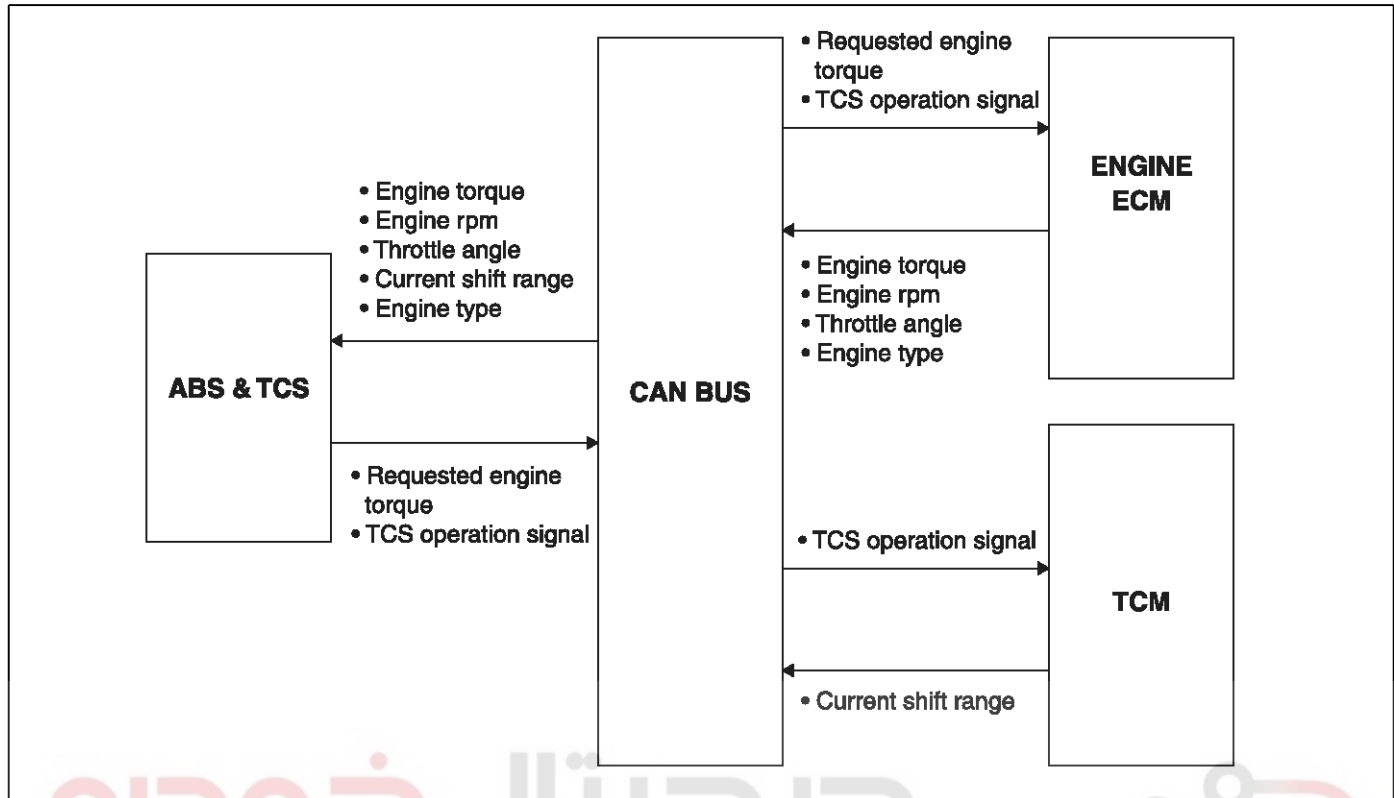 • Requested engine
torque
• TCS operation signal
ENGINE
ECM
• Engine torque
• Engine rpm
• Throttle angle
• Current shift range
• Engine type
• Engine torque
• Engine rpm
• Throttle angle
• Engine type
ABS & TCS
CAN BUS
• Requested engine
torque
• TCS operation signal
• TCS operation signal
TCM
• Current shift range